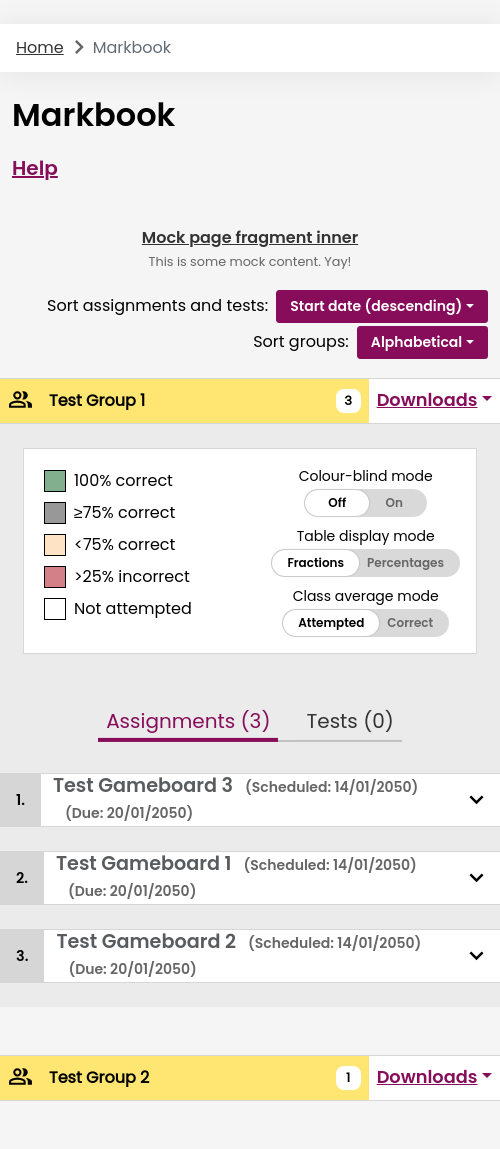 Home Markbook
Markbook
Help
Mock page fragment inner
This is some mock content. Yay!
Sort assignments and tests: Start date (descending)
Sort groups: Alphabetical
Test Group 1 3 Downloads
100% correct
≥75% correct
<75% correct
>25% incorrect
Not attempted
Colour-blind mode
Off On
Table display mode
Fractions Percentages
Class average mode
Attempted Correct
Assignments (3) Tests (0)
1. Test Gameboard 3 (Scheduled: 14/01/2050)
(Due: 20/01/2050)
2. Test Gameboard 1 (Scheduled: 14/01/2050)
(Due: 20/01/2050)
3. Test Gameboard 2 (Scheduled: 14/01/2050)
(Due: 20/01/2050)
Test Group 2 1 Downloads